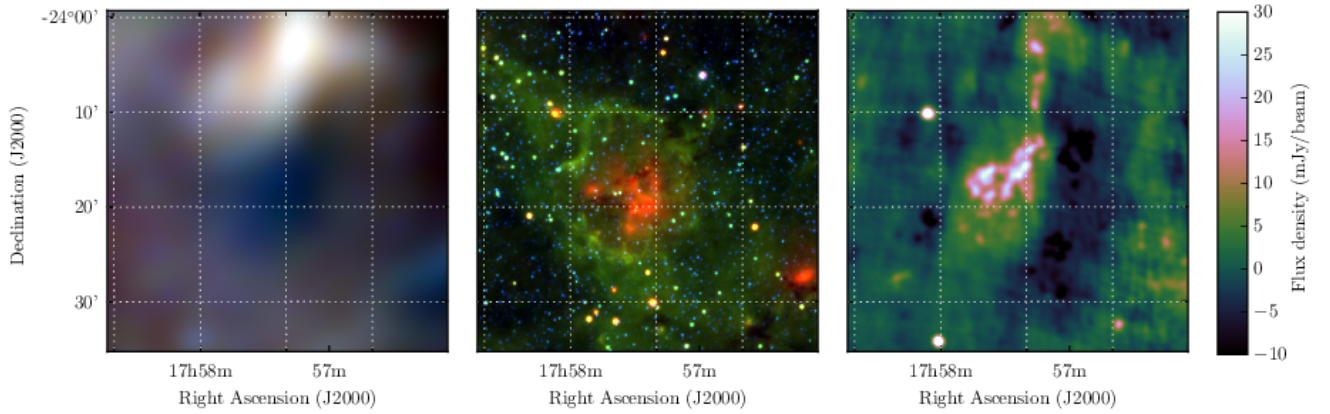 -24°00'
10'
20'
30'
Declination (J2000)
17h58m 57m
Right Ascension (J2000)
17h58m 57m
Right Ascension (J2000)
17h58m 57m
Right Ascension (J2000)
30
25
20
15
10
5
0
−5
−10
Flux density (mJy/beam)